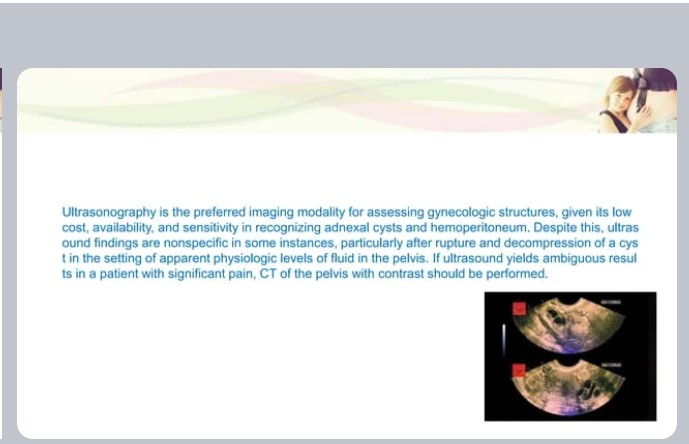 Ultrasonography is the preferred imaging modality for assessing gynecologic structures, given its low
cost, availability, and sensitivity in recognizing adnexal cysts and hemoperitoneum. Despite this, ultras
ound findings are nonspecific in some instances, particularly after rupture and decompression of a cys
t in the setting of apparent physiologic levels of fluid in the pelvis. If ultrasound yields ambiguous resul
ts in a patient with significant pain, CT of the pelvis with contrast should be performed.